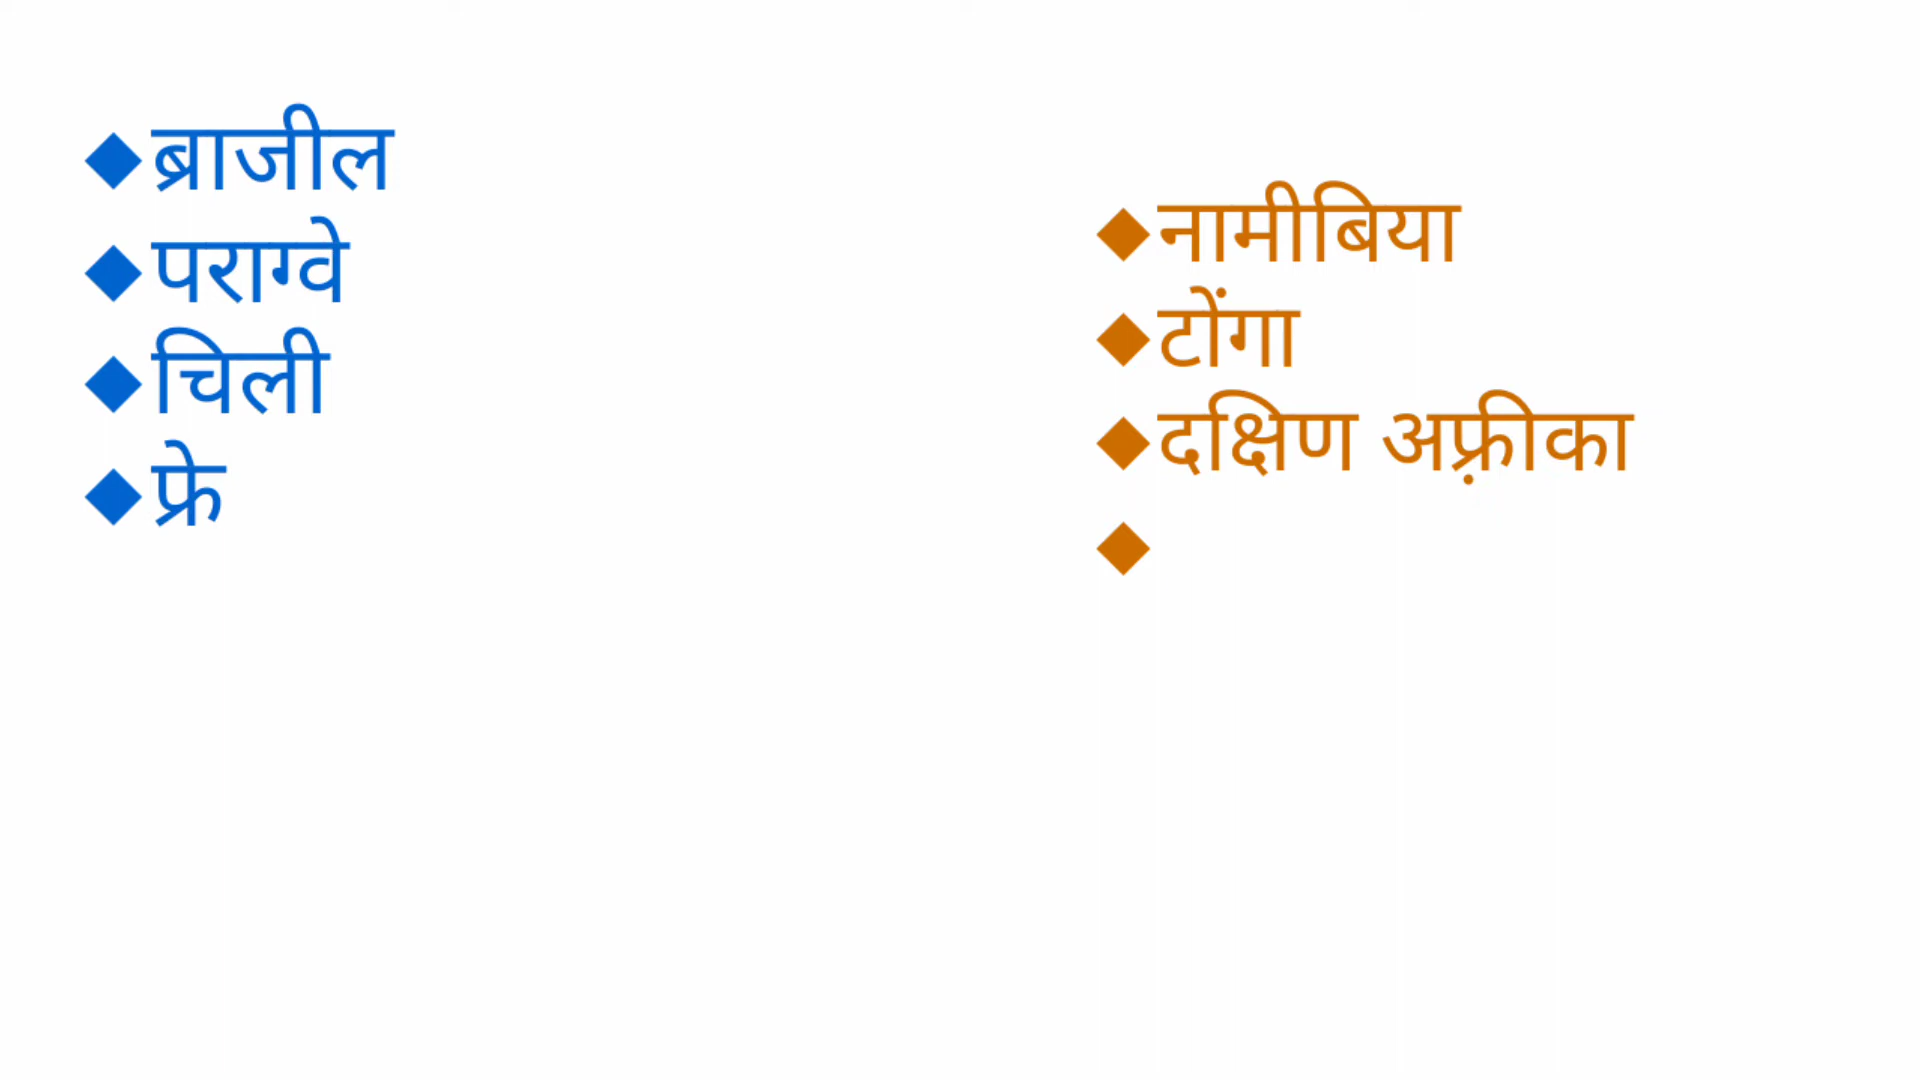 ◆ब्राजील
◆पराग्वे
◆चिली
◆फ्रे
◆नामीबिया
◆टोंगा
◆दक्षिण अफ़्रीका
◆